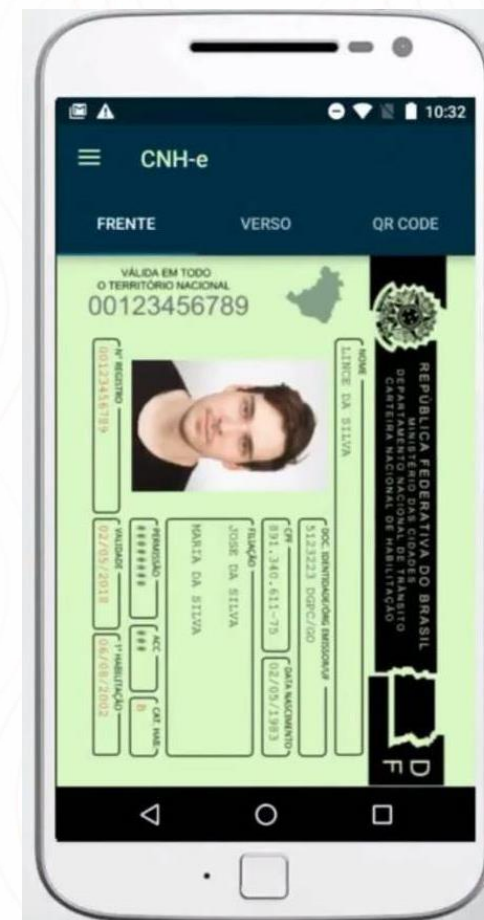 10:32
CNH-e
FRENTE
VERSO
QR CODE
VÁLIDA EM TODO
O TERRITÓRIO NACIONAL
00123456789
REPÚBLICA FEDERATIVA DO BRASIL
MINISTÉRIO DAS CIDADES
DEPARTAMENTO NACIONAL DE TRÂNSITO
CARTEIRA NACIONAL DE HABILITAÇÃO
DF
NOME
LINCE DA SILVA
DOC. IDENTIDADE/ÓRG EMISSOR/UF
5123223 DGPC/GO
CPF
891.340.611-75
DATA NASCIMENTO
02/05/1983
FILIAÇÃO
JOSE DA SILVA
MARIA DA SILVA
PERMISSÃO
########
ACC
###
CAT. HAB.
B
Nº REGISTRO
00123456789
VALIDADE
02/05/2018
1ª HABILITAÇÃO
06/08/2002